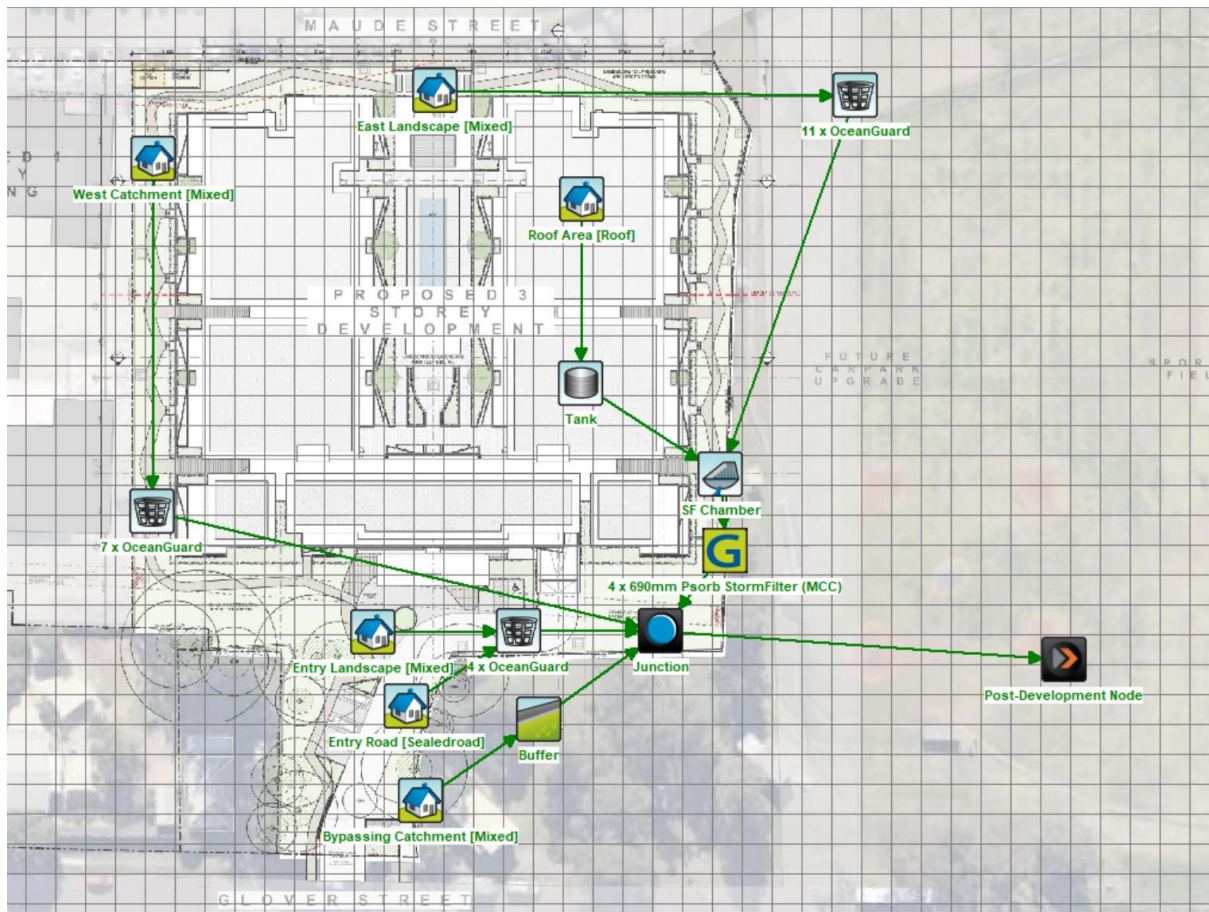 MAUDE STREET
East Landscape [Mixed]
11 x OceanGuard
West Catchment [Mixed]
Roof Area [Roof]
PROPOSED 3
STOREY
DEVELOPMENT
FUTURE
CARPARK
UPGRADE
Tank
SF Chamber
7 x OceanGuard
G
4 x 690mm Psorb StormFilter (MCC)
Entry Landscape [Mixed]
4 x OceanGuard
Junction
Post-Development Node
Entry Road [Sealedroad]
Buffer
Bypassing Catchment [Mixed]
GLOVER STREET